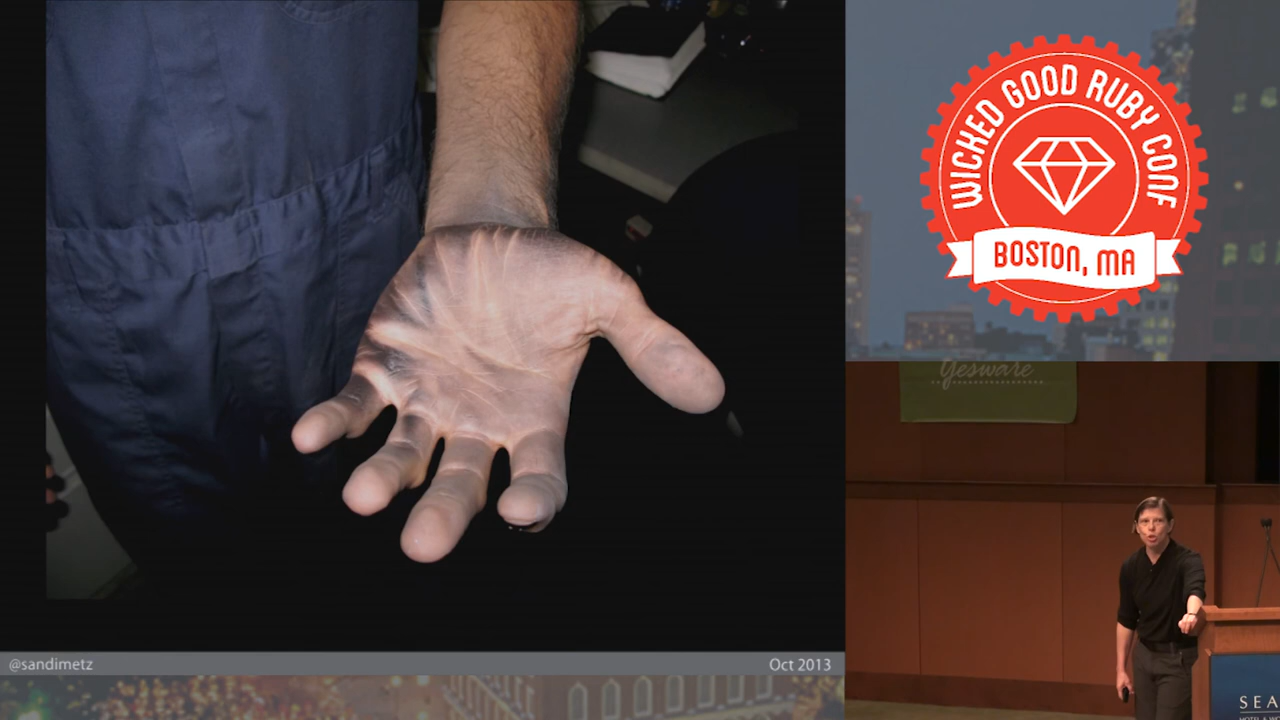 WICKED GOOD RUBY CONF
BOSTON, MA
Yesware
@sandimetz
Oct 2013
SEA